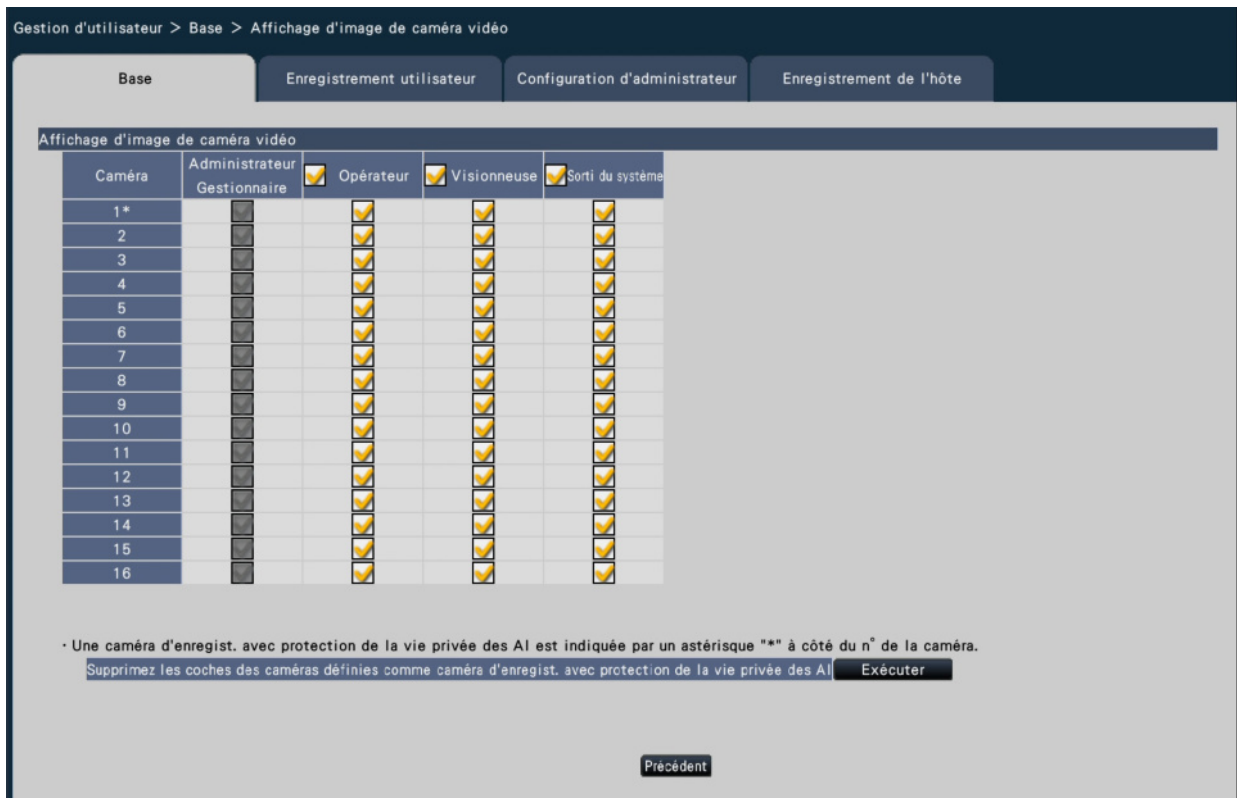 Gestion d'utilisateur > Base > Affichage d'image de caméra vidéo
Base
Enregistrement utilisateur
Configuration d'administrateur
Enregistrement de l'hôte
Affichage d'image de caméra vidéo
Caméra
Administrateur
Gestionnaire
Opérateur
Visionneuse
Sorti du système
1*
2
3
4
5
6
7
8
9
10
11
12
13
14
15
16
· Une caméra d'enregist. avec protection de la vie privée des AI est indiquée par un astérisque "*" à côté du n° de la caméra.
Supprimez les coches des caméras définies comme caméra d'enregist. avec protection de la vie privée des AI
Exécuter
Précédent